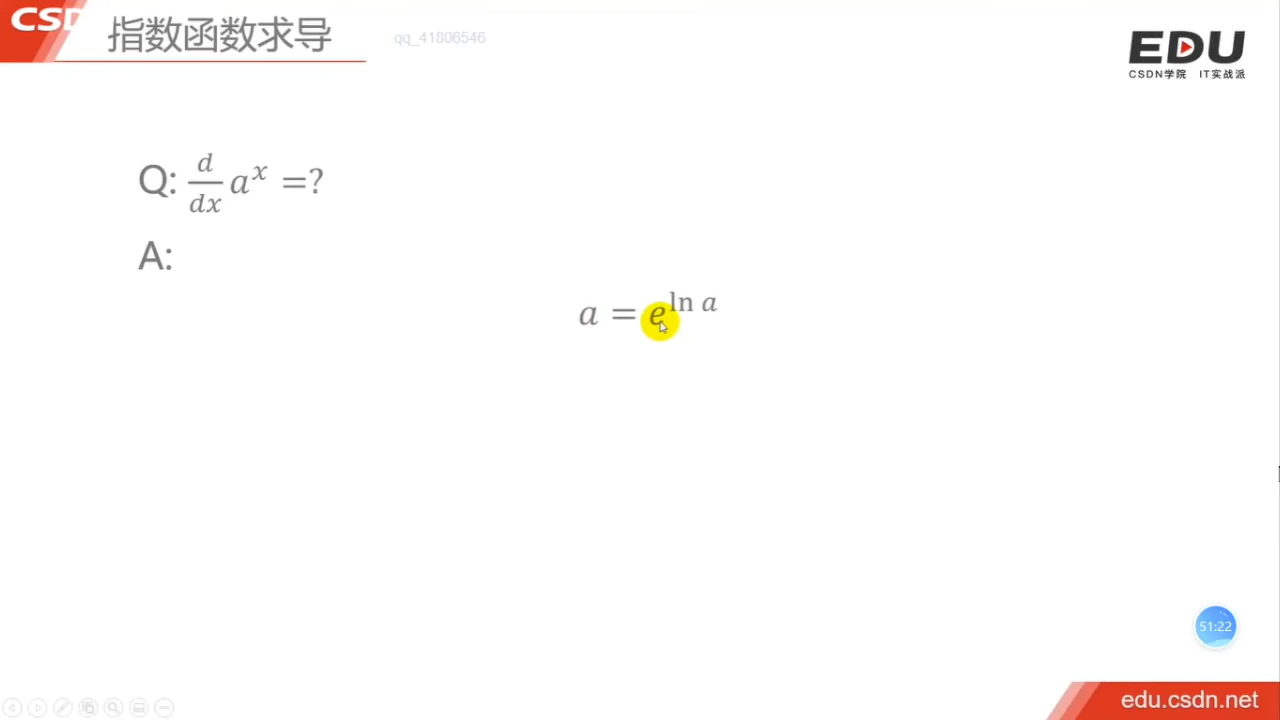 CSD
指数函数求导
qq_41806546
EDU
CSDN学院 IT实战派
Q: d/dx a^x =?
A:
a = e^{ln a}
51:22
edu.csdn.net